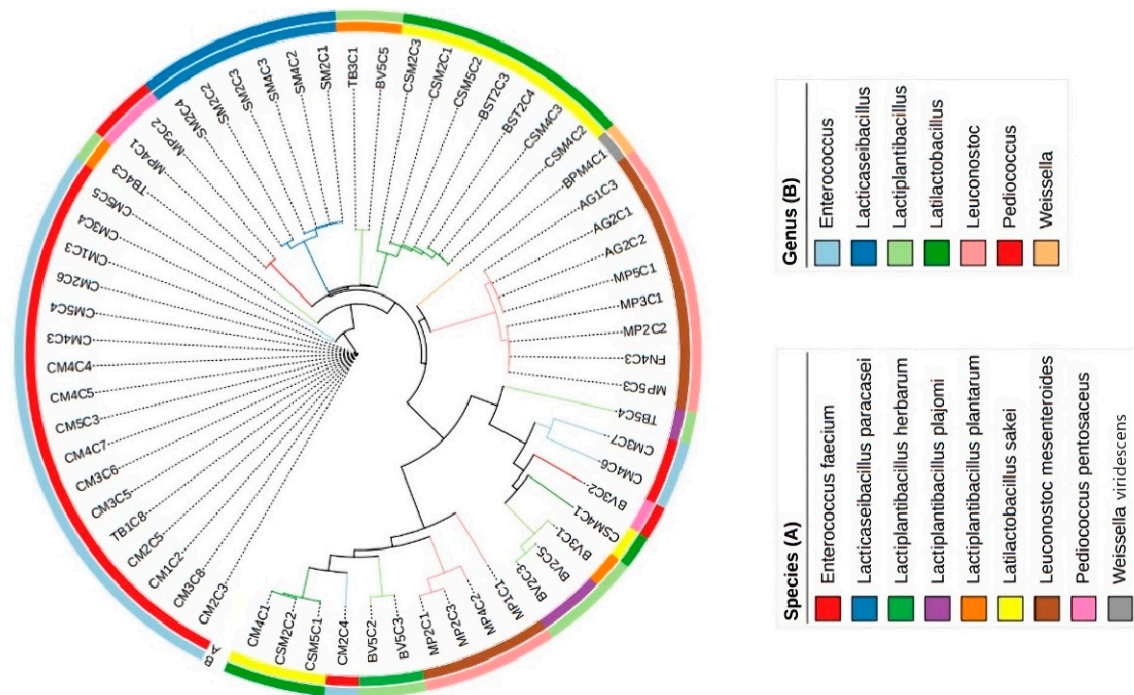 TB3C1
BV5C5
CSM2C3
CSM2C1
CSM5C2
BST2C3
BST2C4
CSM4C3
CSM4C2
BPM4C1
AG1C3
AG2C1
AG2C2
MP5C1
MP3C1
MP2C2
FN4C3
MP5C3
TB5C4
CM3C7
CM4C6
BV3C2
CSM4C1
BV3C1
BV2C5
BV2C3
MP1C1
MP4C2
MP2C3
MP2C1
BV5C3
BV5C2
CM2C4
CSM5C1
CSM2C2
CM4C1
CM2C3
CM3C8
CM1C2
CM2C5
TB1C8
CM3C5
CM3C6
CM4C7
CM5C3
CM4C5
CM4C4
CM4C3
CM5C4
CM2C6
CM1C3
CM3C4
CM5C5
TB4C3
MP4C1
MP3C2
SM2C4
SM2C2
SM2C3
SM4C3
SM4C2
SM2C1
A
B
Genus (B)
Enterococcus
Lacticaseibacillus
Lactiplantibacillus
Latilactobacillus
Leuconostoc
Pediococcus
Weissella
Species (A)
Enterococcus faecium
Lacticaseibacillus paracasei
Lactiplantibacillus herbarum
Lactiplantibacillus plajomi
Lactiplantibacillus plantarum
Latilactobacillus sakei
Leuconostoc mesenteroides
Pediococcus pentosaceus
Weissella viridescens